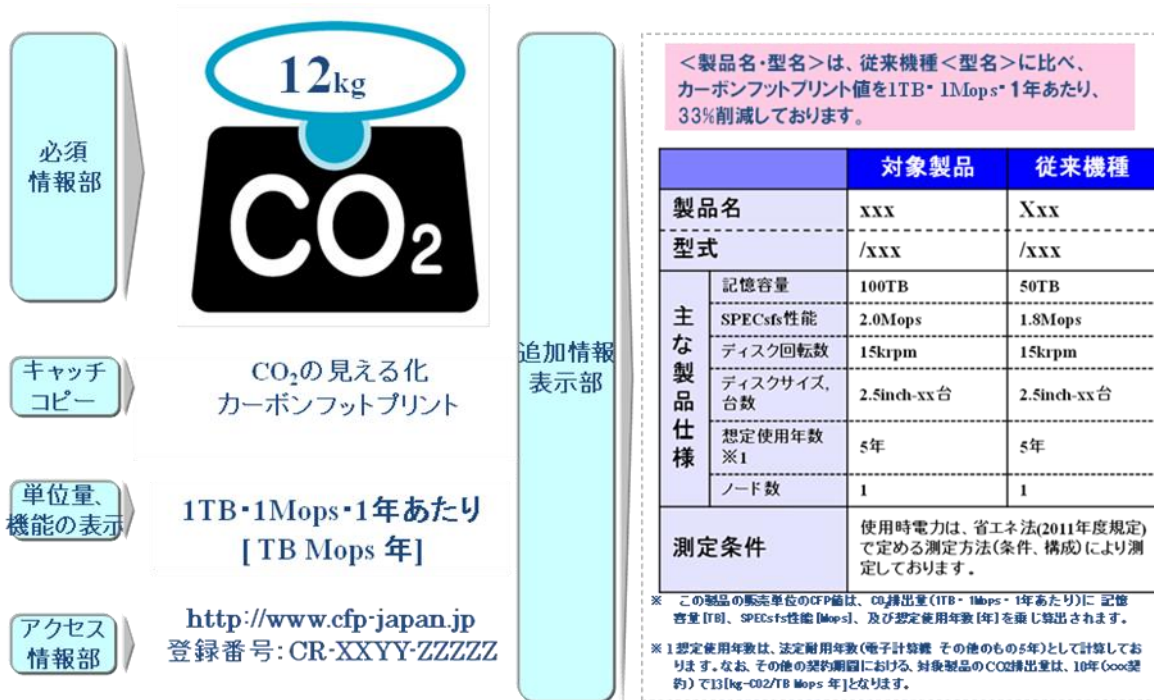 必須
情報部
12kg
CO2
キャッチ
コピー
CO₂の見える化
カーボンフットプリント
単位量、
機能の表示
1TB・1Mops・1年あたり
[ TB Mops 年]
アクセス
情報部
http://www.cfp-japan.jp
登録番号: CR-XXYY-ZZZZZ
追加情報
表示部
＜製品名・型名＞は、従来機種＜型名＞に比べ、
カーボンフットプリント値を1TB・1Mops・1年あたり、
33%削減しております。
対象製品 従来機種
製品名 xxx Xxx
型式 /xxx /xxx
主な製品仕様
記憶容量 100TB 50TB
SPECsfs性能 2.0Mops 1.8Mops
ディスク回転数 15krpm 15krpm
ディスクサイズ,
台数 2.5inch-xx台 2.5inch-xx台
想定使用年数
※1 5年 5年
ノード数 1 1
測定条件
使用時電力は、省エネ法(2011年度規定)
で定める測定方法(条件、構成)により測
定しております。
※ この製品の販売単位のCFP値は、CO₂排出量(1TB・1Mops・1年あたり)に 記憶
容量[TB]、SPECsfs性能[Mops]、及び想定使用年数[年]を乗じ算出されます。
※1 想定使用年数は、法定耐用年数(電子計算機 その他のもの5年)として計算してお
ります。なお、その他の契約期間における、対象製品のCO2排出量は、10年(xxx契
約)で13[kg-CO2/TB Mops 年]となります。